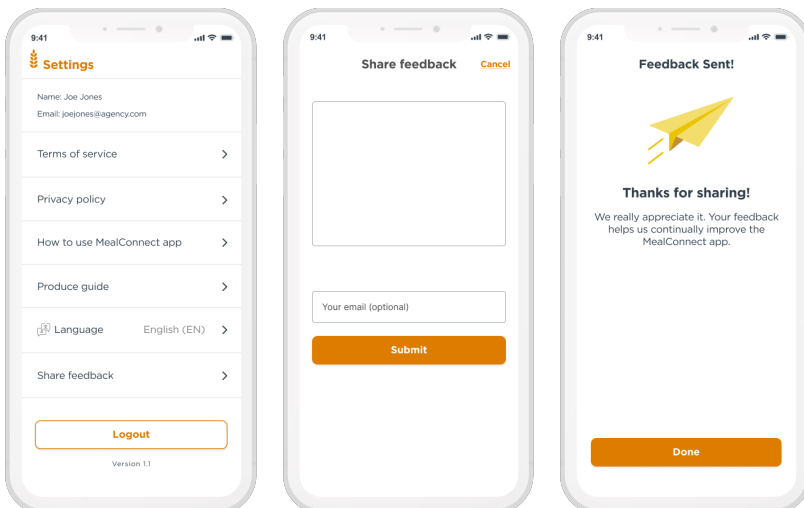 9:41
Settings
Name: Joe Jones
Email: joejones@agency.com
Terms of service
Privacy policy
How to use MealConnect app
Produce guide
Language English (EN)
Share feedback
Logout
Version 1.1
9:41
Share feedback Cancel
Your email (optional)
Submit
9:41
Feedback Sent!
Thanks for sharing!
We really appreciate it. Your feedback
helps us continually improve the
MealConnect app.
Done